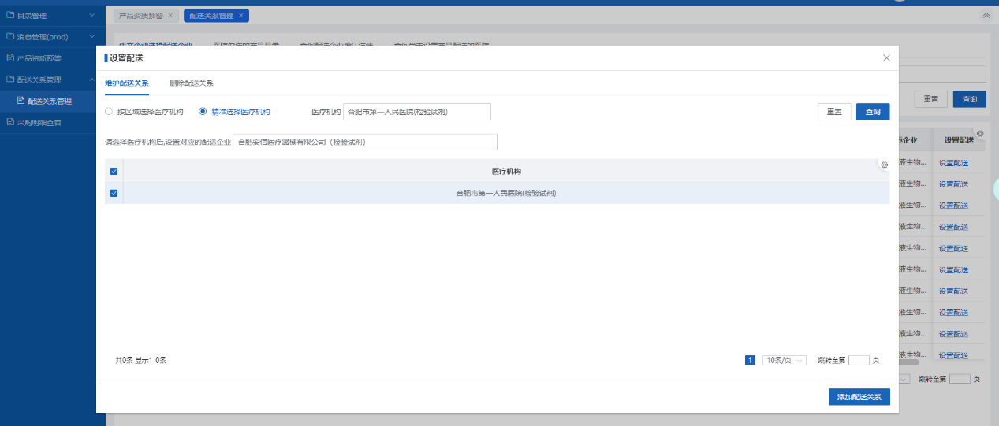 目录管理
消息管理(prod)
产品资质预警
配送关系管理
配送关系管理
采购明细查看
产品资质预警 ×
配送关系管理 ×
设置配送
维护配送关系
删除配送关系
按区域选择医疗机构
精准选择医疗机构
医疗机构
合肥市第一人民医院(检验试剂)
重置
查询
请选择医疗机构后,设置对应的配送企业
合肥安信医疗器械有限公司（检验试剂）
医疗机构
合肥市第一人民医院(检验试剂)
共0条 显示1-0条
1
10条/页
跳转至第
页
添加配送关系
重置
查询
企业
设置配送
液生物...
设置配送
液生物...
设置配送
液生物...
设置配送
液生物...
设置配送
液生物...
设置配送
液生物...
设置配送
液生物...
设置配送
液生物...
设置配送
液生物...
设置配送
液生物...
设置配送
跳转至第
页